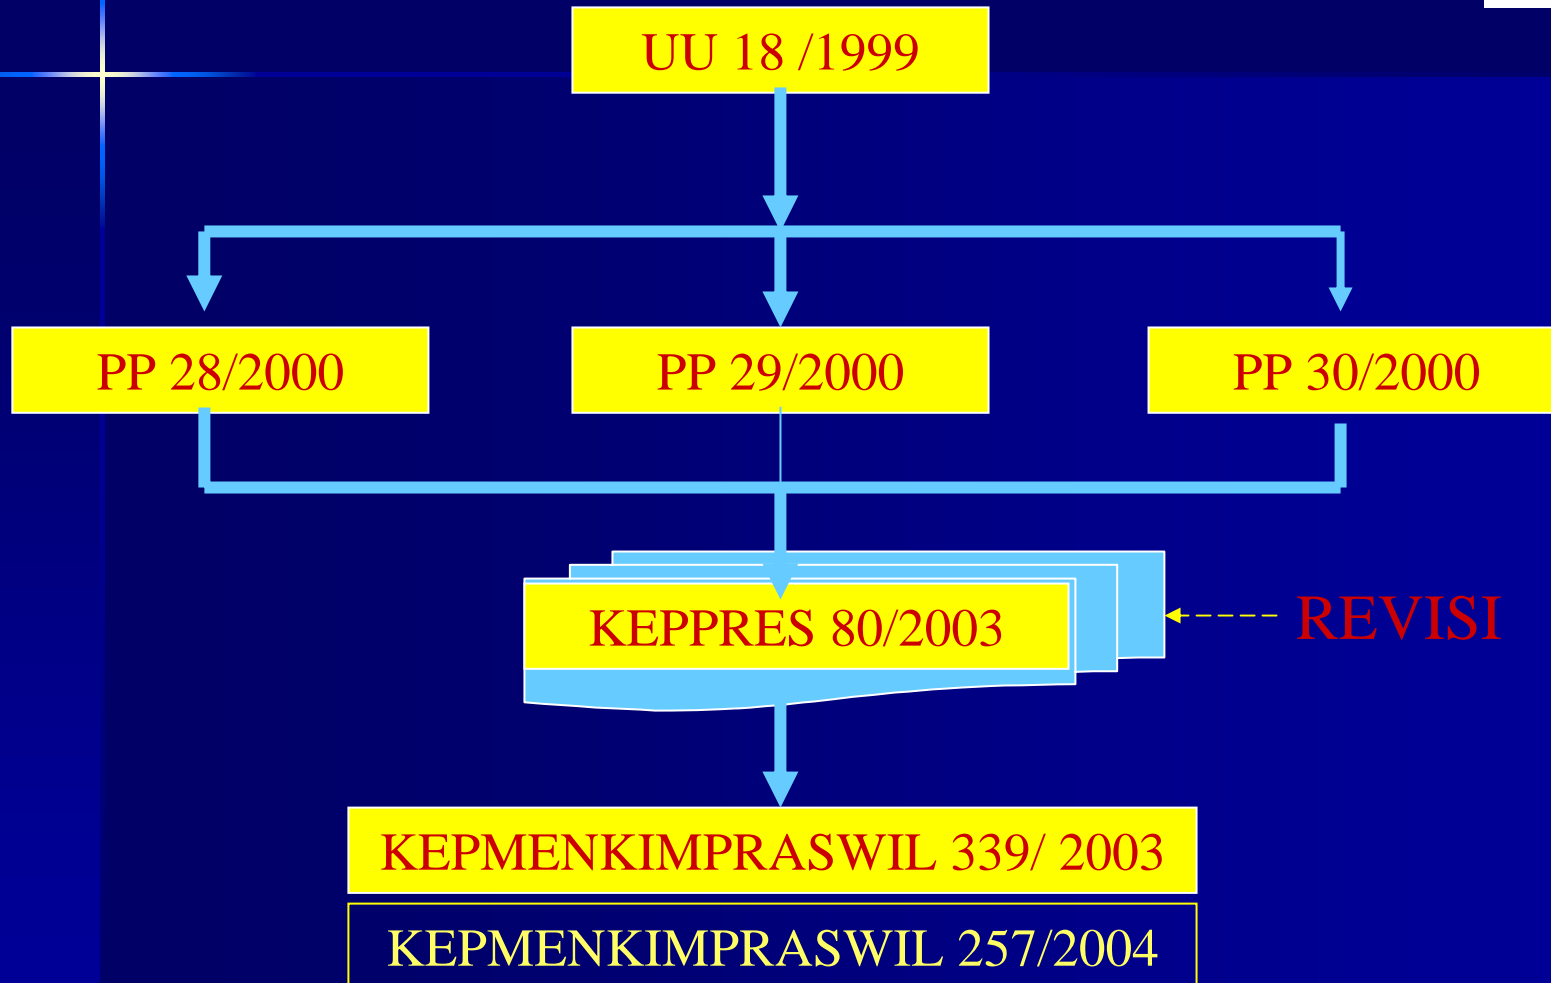 UU 18 /1999
PP 28/2000
PP 29/2000
PP 30/2000
KEPPRES 80/2003
REVISI
KEPMENKIMPRASWIL 339/ 2003
KEPMENKIMPRASWIL 257/2004